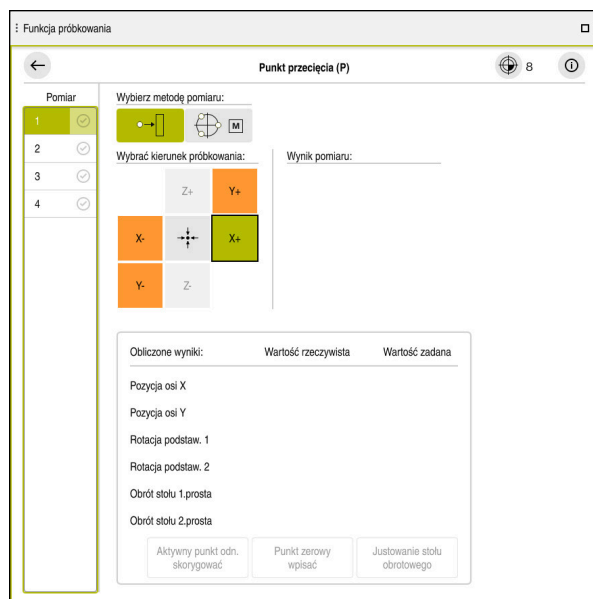 Funkcja próbkowania
Punkt przecięcia (P)
8
Pomiar
Wybierz metodę pomiaru:
1
M
2
Wybrać kierunek próbkowania:
Wynik pomiaru:
3
Z+
Y+
4
X-
X+
Y-
Z-
Obliczone wyniki:
Wartość rzeczywista
Wartość zadana
Pozycja osi X
Pozycja osi Y
Rotacja podstaw. 1
Rotacja podstaw. 2
Obrót stołu 1.prosta
Obrót stołu 2.prosta
Aktywny punkt odn.
skorygować
Punkt zerowy
wpisać
Justowanie stołu
obrotowego